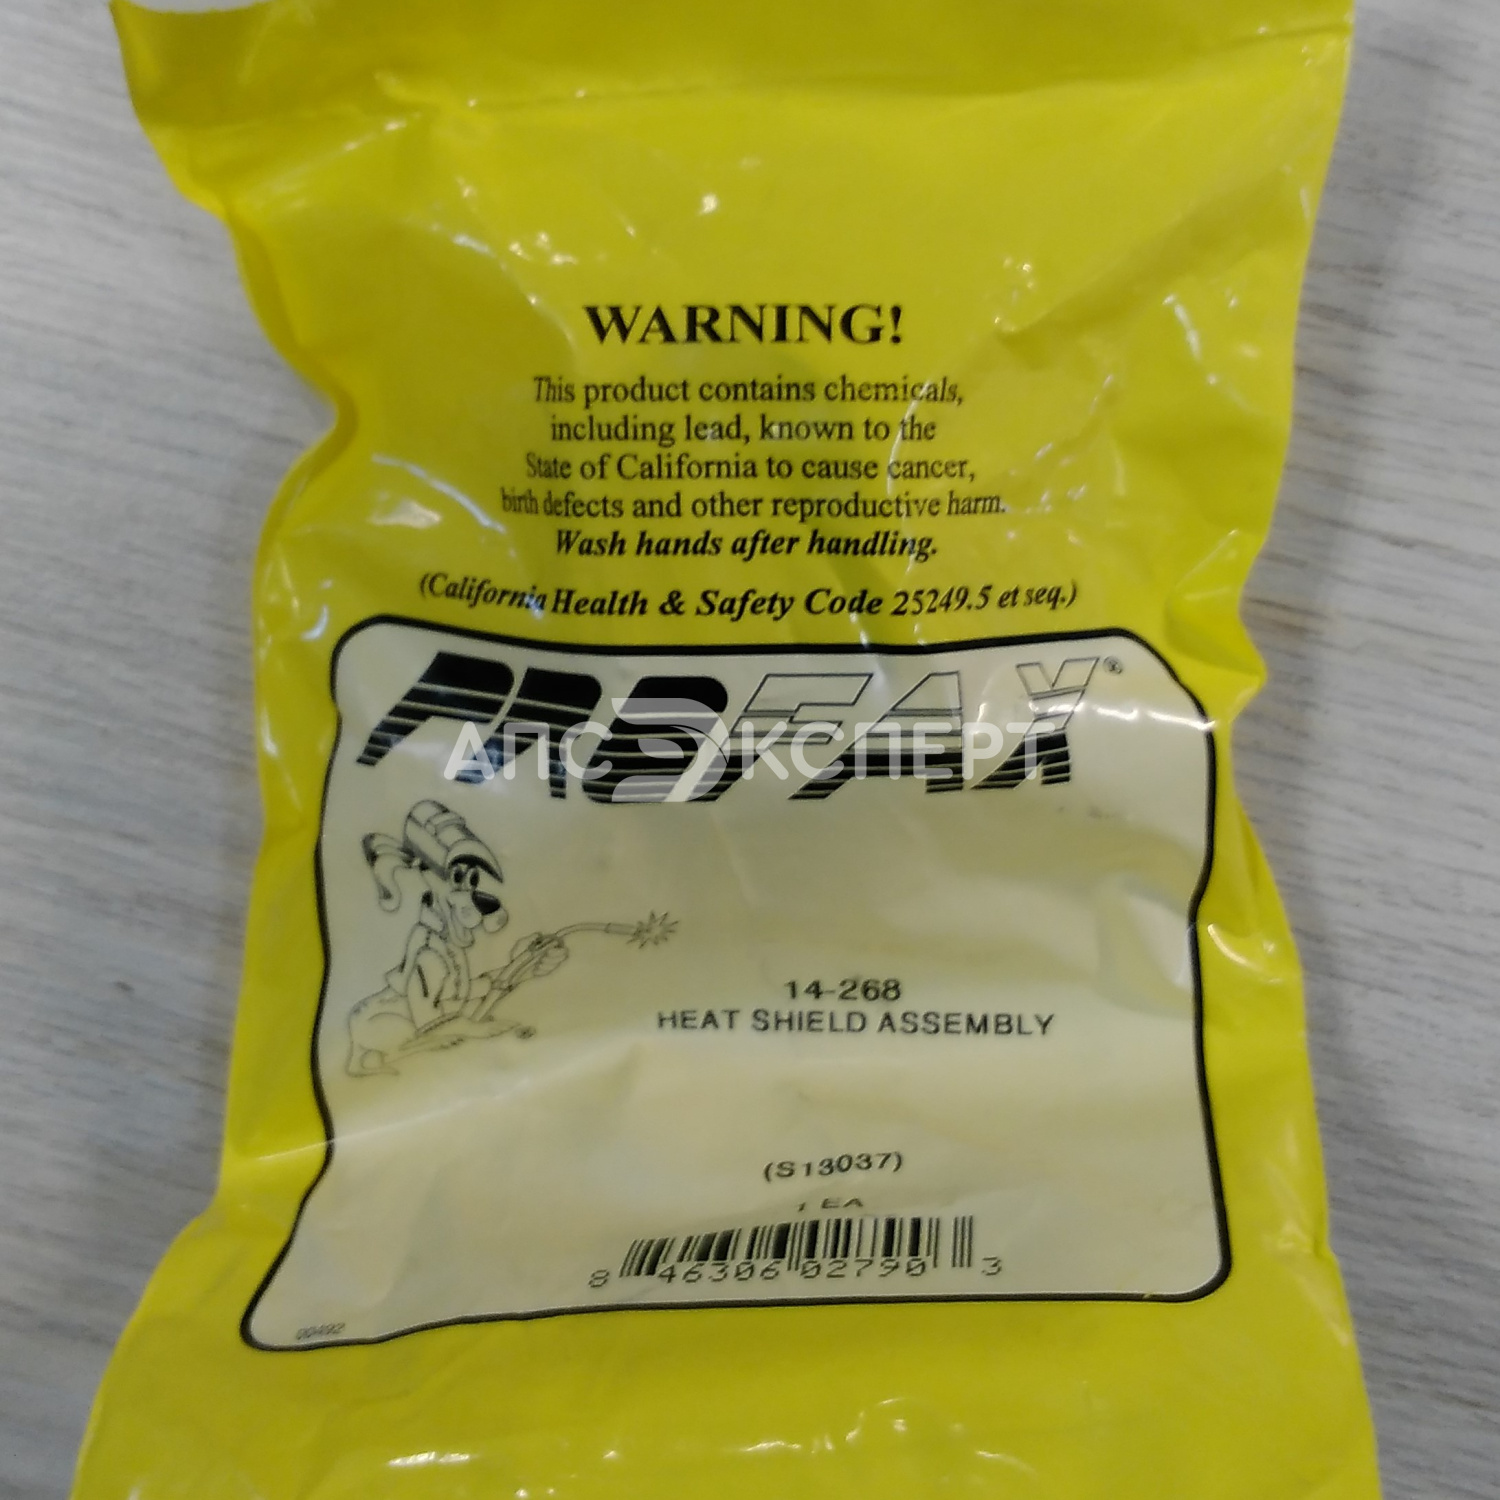 WARNING!
This product contains chemicals,
including lead, known to the
State of California to cause cancer,
birth defects and other reproductive harm.
Wash hands after handling.
(California Health & Safety Code 25249.5 et seq.)
PROFAX®
АПС ЭКСПЕРТ
14-268
HEAT SHIELD ASSEMBLY
®
(S13037)
1 EA
8 46306 02790 3